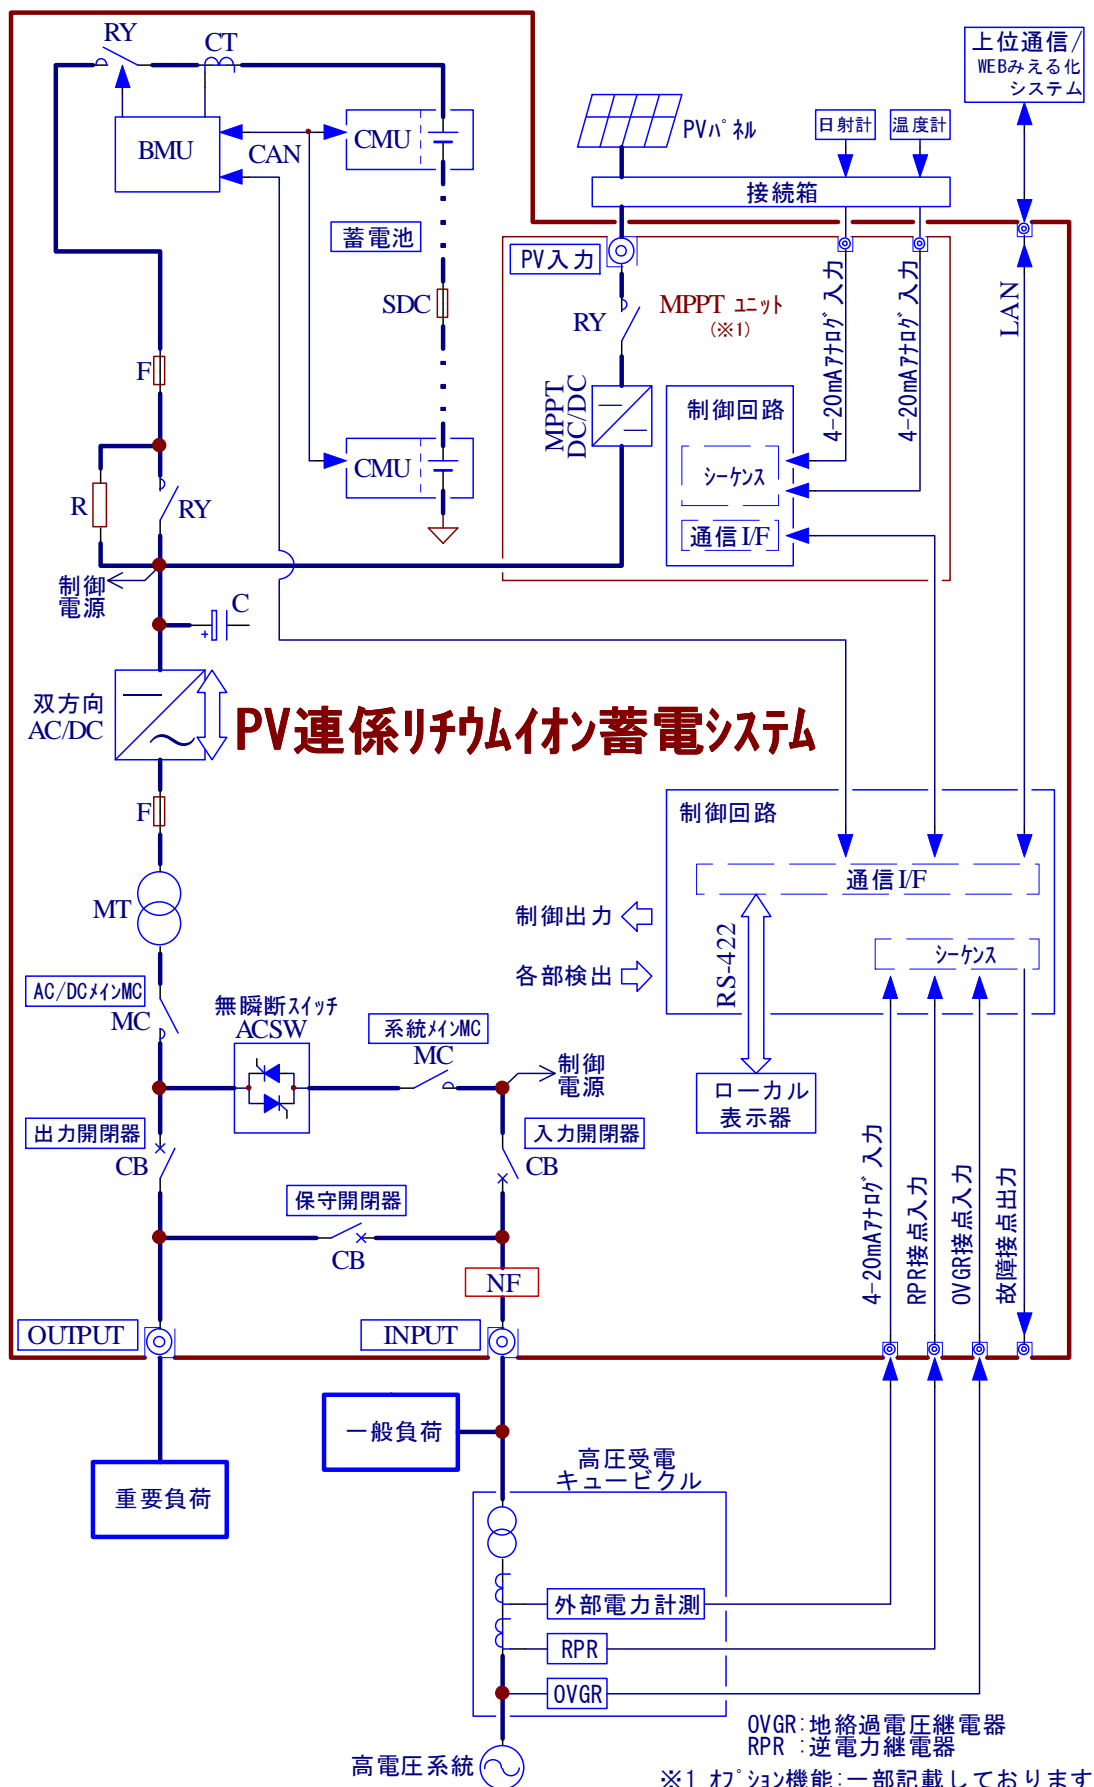 RY
CT
上位通信/
WEBみえる化
システム
PVパネル
日射計
温度計
BMU
CAN
CMU
接続箱
蓄電池
PV入力
SDC
RY
MPPT ユニット
(※1)
4-20mAアナログ入力
4-20mAアナログ入力
LAN
F
MPPT
DC/DC
制御回路
シーケンス
CMU
R
RY
通信I/F
制御
電源
C
+
双方向
AC/DC
PV連係リチウムイオン蓄電システム
F
制御回路
通信I/F
MT
制御出力
RS-422
シーケンス
各部検出
AC/DCメインMC
MC
無瞬断スイッチ
ACSW
系統メインMC
MC
制御
電源
ローカル
表示器
出力開閉器
CB
入力開閉器
CB
保守開閉器
CB
4-20mAアナログ入力
RPR接点入力
OVGR接点入力
故障接点出力
NF
OUTPUT
INPUT
一般負荷
重要負荷
高圧受電
キュービクル
外部電力計測
RPR
OVGR
OVGR:地絡過電圧継電器
RPR :逆電力継電器
高電圧系統
※1 オプション機能:一部記載しております